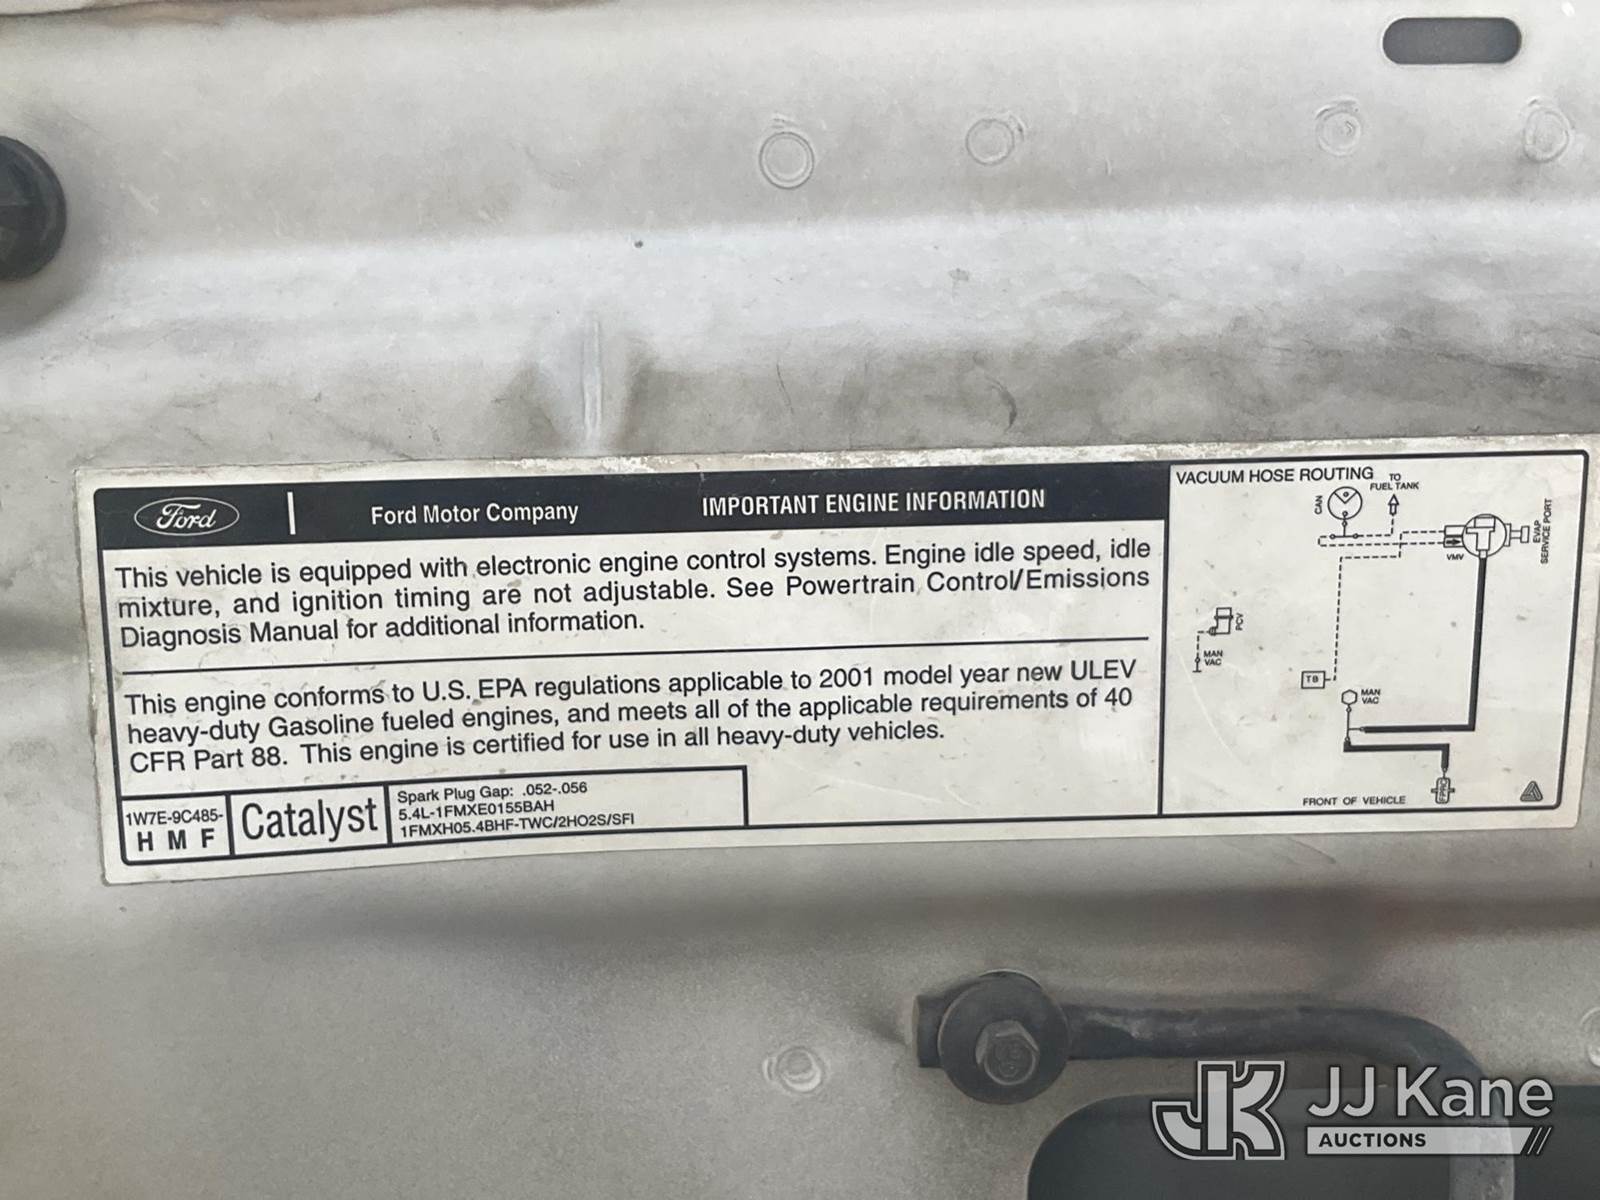 Ford
Ford Motor Company
IMPORTANT ENGINE INFORMATION
This vehicle is equipped with electronic engine control systems. Engine idle speed, idle
mixture, and ignition timing are not adjustable. See Powertrain Control/Emissions
Diagnosis Manual for additional information.
This engine conforms to U.S. EPA regulations applicable to 2001 model year new ULEV
heavy-duty Gasoline fueled engines, and meets all of the applicable requirements of 40
CFR Part 88. This engine is certified for use in all heavy-duty vehicles.
1W7E-9C485-
H M F
Catalyst
Spark Plug Gap: .052-.056
5.4L-1FMXE0155BAH
1FMXH05.4BHF-TWC/2HO2S/SFI
VACUUM HOSE ROUTING
TO
FUEL TANK
CAN
VMV
EVAP
SERVICE PORT
PCV
MAN
VAC
TB
MAN
VAC
FPRC
FRONT OF VEHICLE
JK
JJ Kane
AUCTIONS